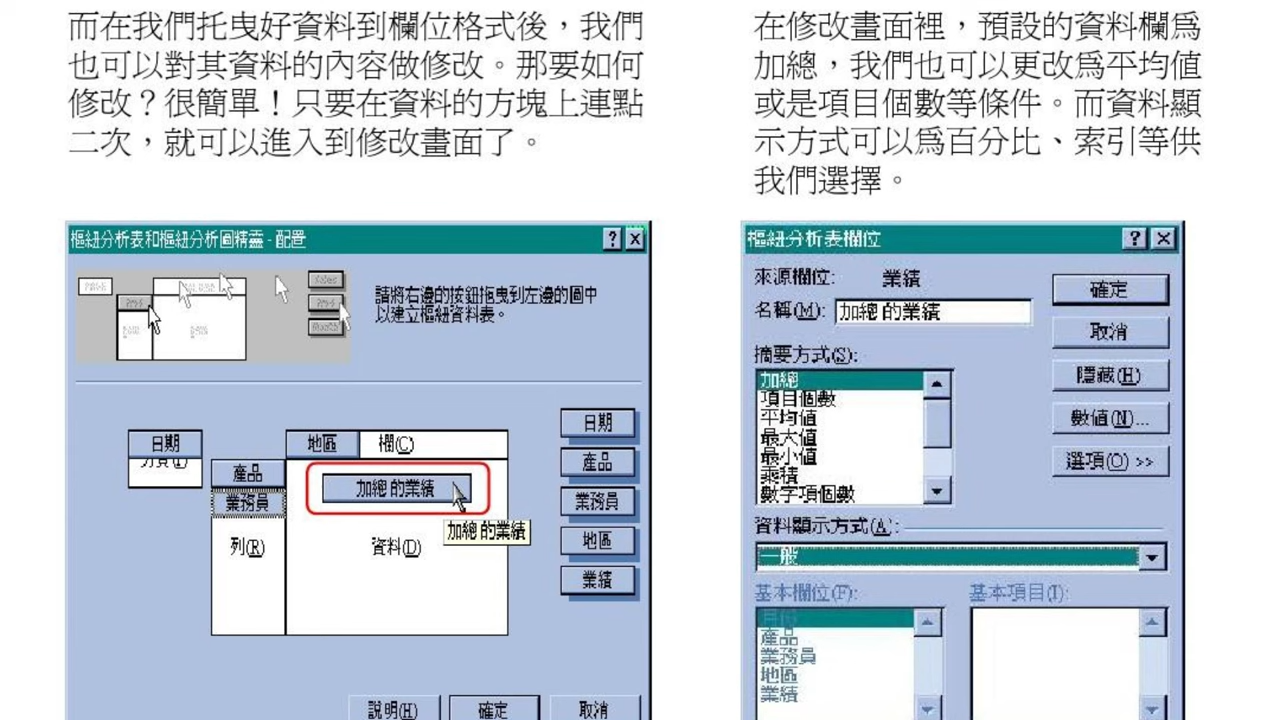 而在我們托曳好資料到欄位格式後，我們
也可以對其資料的內容做修改。那要如何
修改？很簡單！只要在資料的方塊上連點
二次，就可以進入到修改畫面了。
在修改畫面裡，預設的資料欄為
加總，我們也可以更改為平均值
或是項目個數等條件。而資料顯
示方式可以為百分比、索引等供
我們選擇。
樞紐分析表和樞紐分析圖精靈 - 配置
請將右邊的按鈕拖曳到左邊的圖中
以建立樞紐資料表。
日期
地區
欄(C)
產品
業務員
加總 的業績
加總 的業績
列(R)
資料(D)
日期
產品
業務員
地區
業績
說明(H)
確定
取消
樞紐分析表欄位
來源欄位: 業績
名稱(M): 加總 的業績
摘要方式(S):
加總
項目個數
平均值
最大值
最小值
乘積
數字項個數
確定
取消
隱藏(H)
數值(N)...
選項(O) >>
資料顯示方式(A):
一般
基本欄位(F):
基本項目(I):
產品
業務員
地區
業績